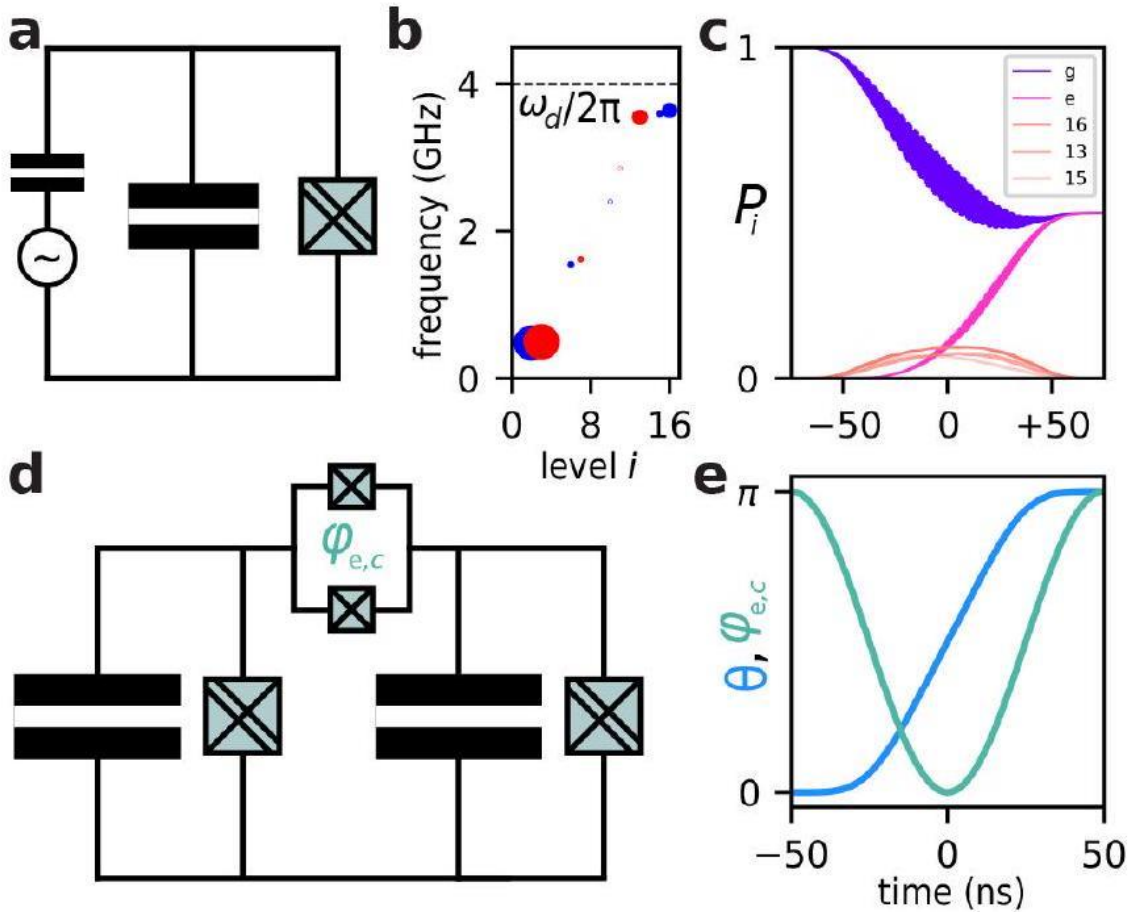 a
~
b
frequency (GHz)
4
2
0
ω_d/2π
0
8
16
level i
c
1
P_i
0
g
e
16
13
15
−50
0
+50
d
φ_e,c
e
π
θ, φ_e,c
0
−50
0
50
time (ns)